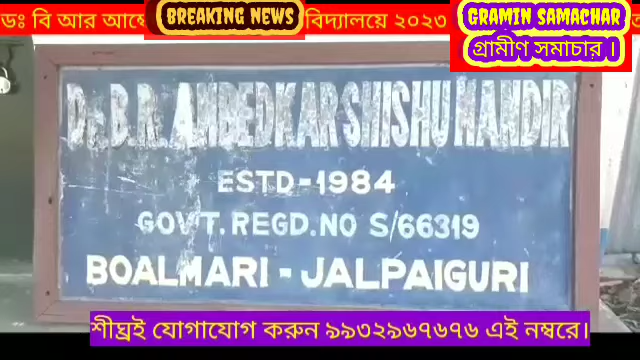 ডঃ বি আর আম্বে
BREAKING NEWS
বিদ্যালয়ে ২০২৩
GRAMIN SAMACHAR
গ্রামীণ সমাচার ।
Dr. B.R. AMBEDKAR SHISHU MANDIR
ESTD-1984
GOVT. REGD.NO S/66319
BOALMARI - JALPAIGURI
শীঘ্রই যোগাযোগ করুন ৯৯৩২৯৬৭৬৭৬ এই নম্বরে।